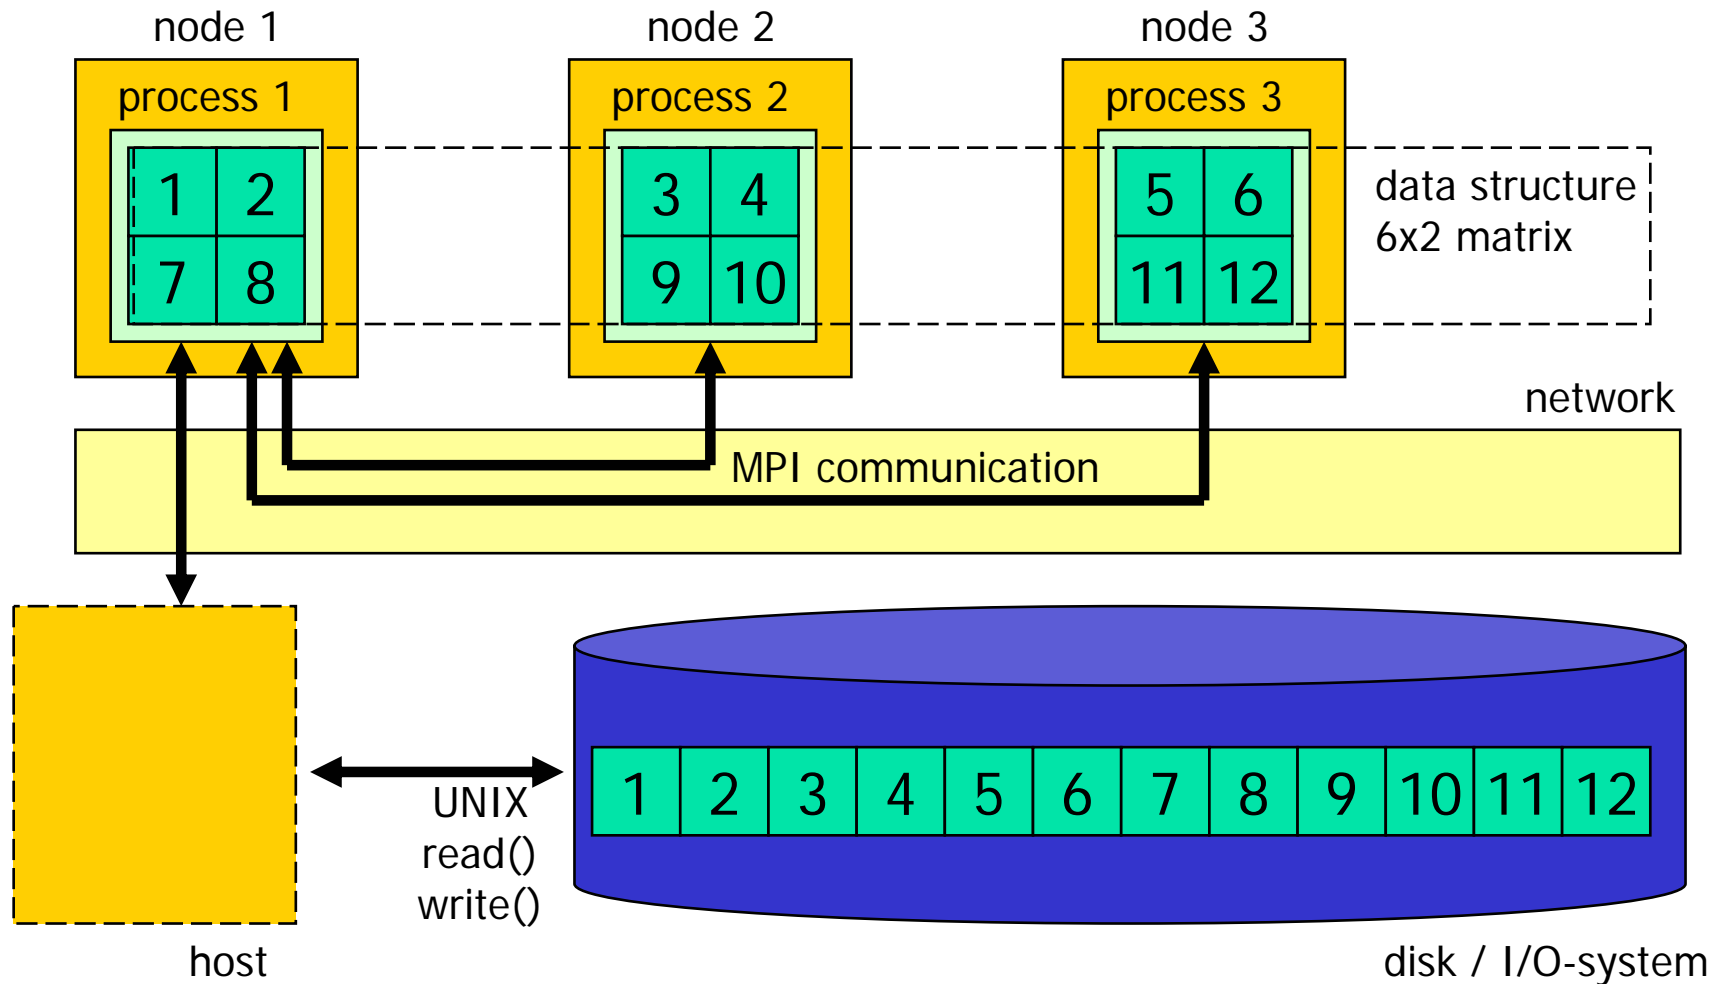 node 1 node 2 node 3
process 1 process 2 process 3
1 2 3 4 5 6
data structure
7 8 9 10 11 12
6x2 matrix
network
MPI communication
1 2 3 4 5 6 7 8 9 10 11 12
UNIX
read()
write()
host
disk / I/O-system